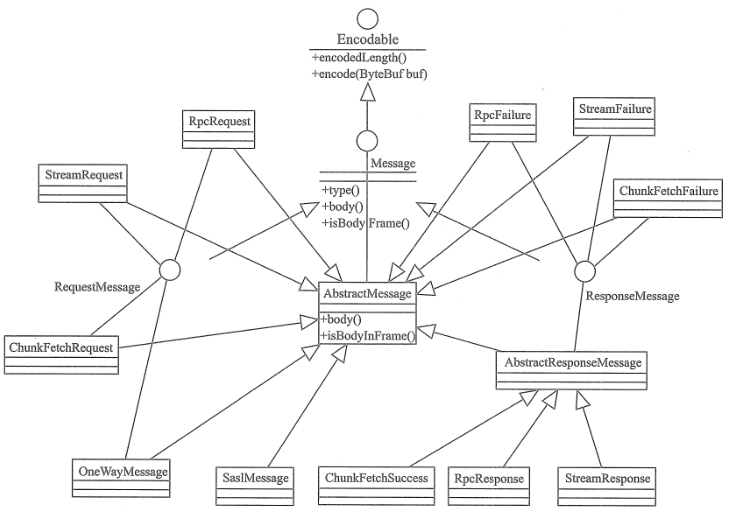 Encodable
+encodedLength()
+encode(ByteBuf buf)
RpcRequest
RpcFailure
StreamFailure
Message
StreamRequest
ChunkFetchFailure
+type()
+body()
+isBody Frame()
RequestMessage
AbstractMessage
ResponseMessage
+body()
+isBodyInFrame()
ChunkFetchRequest
AbstractResponseMessage
OneWayMessage
SaslMessage
ChunkFetchSuccess
RpcResponse
StreamResponse